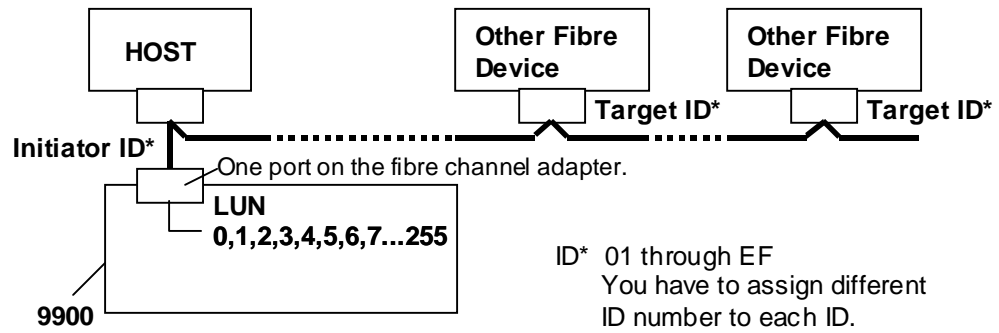 HOST
Other Fibre
Device
Other Fibre
Device
Target ID*
Target ID*
Initiator ID*
One port on the fibre channel adapter.
LUN
0,1,2,3,4,5,6,7...255
ID* 01 through EF
You have to assign different
ID number to each ID.
9900